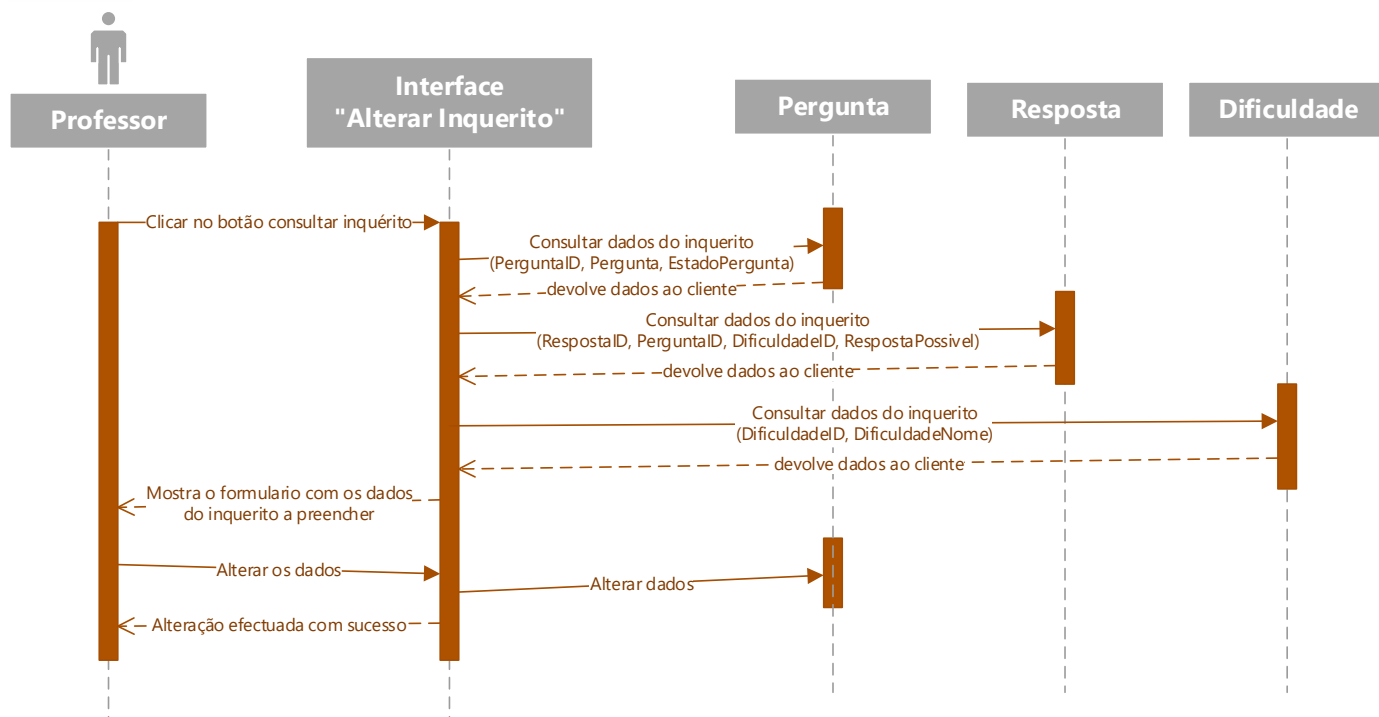 Professor
Interface
"Alterar Inquerito"
Pergunta
Resposta
Dificuldade
Clicar no botão consultar inquérito
Consultar dados do inquerito
(PerguntaID, Pergunta, EstadoPergunta)
devolve dados ao cliente
Consultar dados do inquerito
(RespostaID, PerguntaID, DificuldadeID, RespostaPossivel)
devolve dados ao cliente
Consultar dados do inquerito
(DificuldadeID, DificuldadeNome)
devolve dados ao cliente
Mostra o formulario com os dados
do inquerito a preencher
Alterar os dados
Alterar dados
Alteração efectuada com sucesso